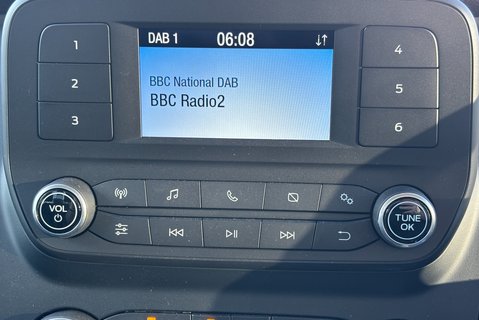 DAB 1 06:08
BBC National DAB
BBC Radio2
1
2
3
4
5
6
VOL
TUNE
OK